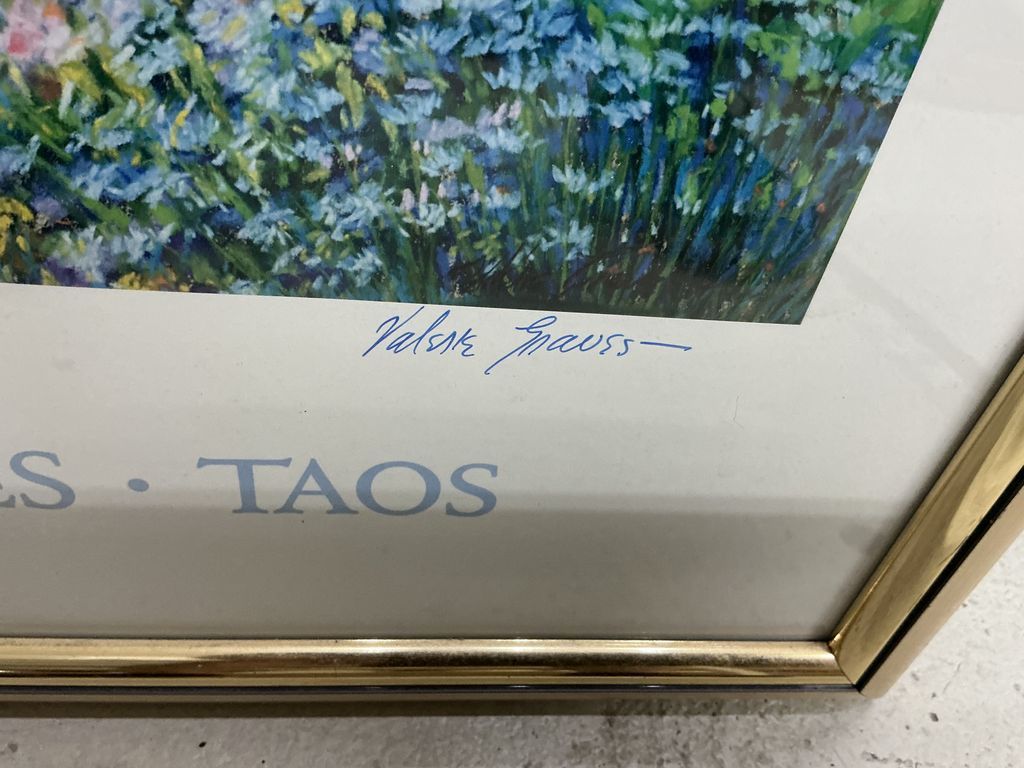 Valerie Graves
ES · TAOS